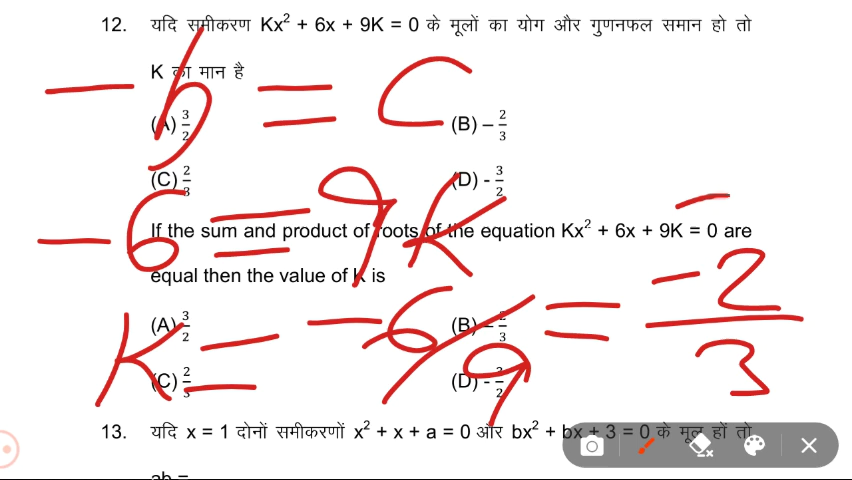 12. यदि समीकरण Kx² + 6x + 9K = 0 के मूलों का योग और गुणनफल समान हो तो
K का मान है
- b = c
(A) 3/2 (B) – 2/3
(C) 2/3 (D) - 3/2
- 6 = 9K
If the sum and product of roots of the equation Kx² + 6x + 9K = 0 are
equal then the value of K is
(A) 3/2 (B) – 2/3
K = - 6/9 = - 2/3
(C) 2/3 (D) - 3/2
13. यदि x = 1 दोनों समीकरणों x² + x + a = 0 और bx² + bx + 3 = 0 के मूल हों तो
ab =